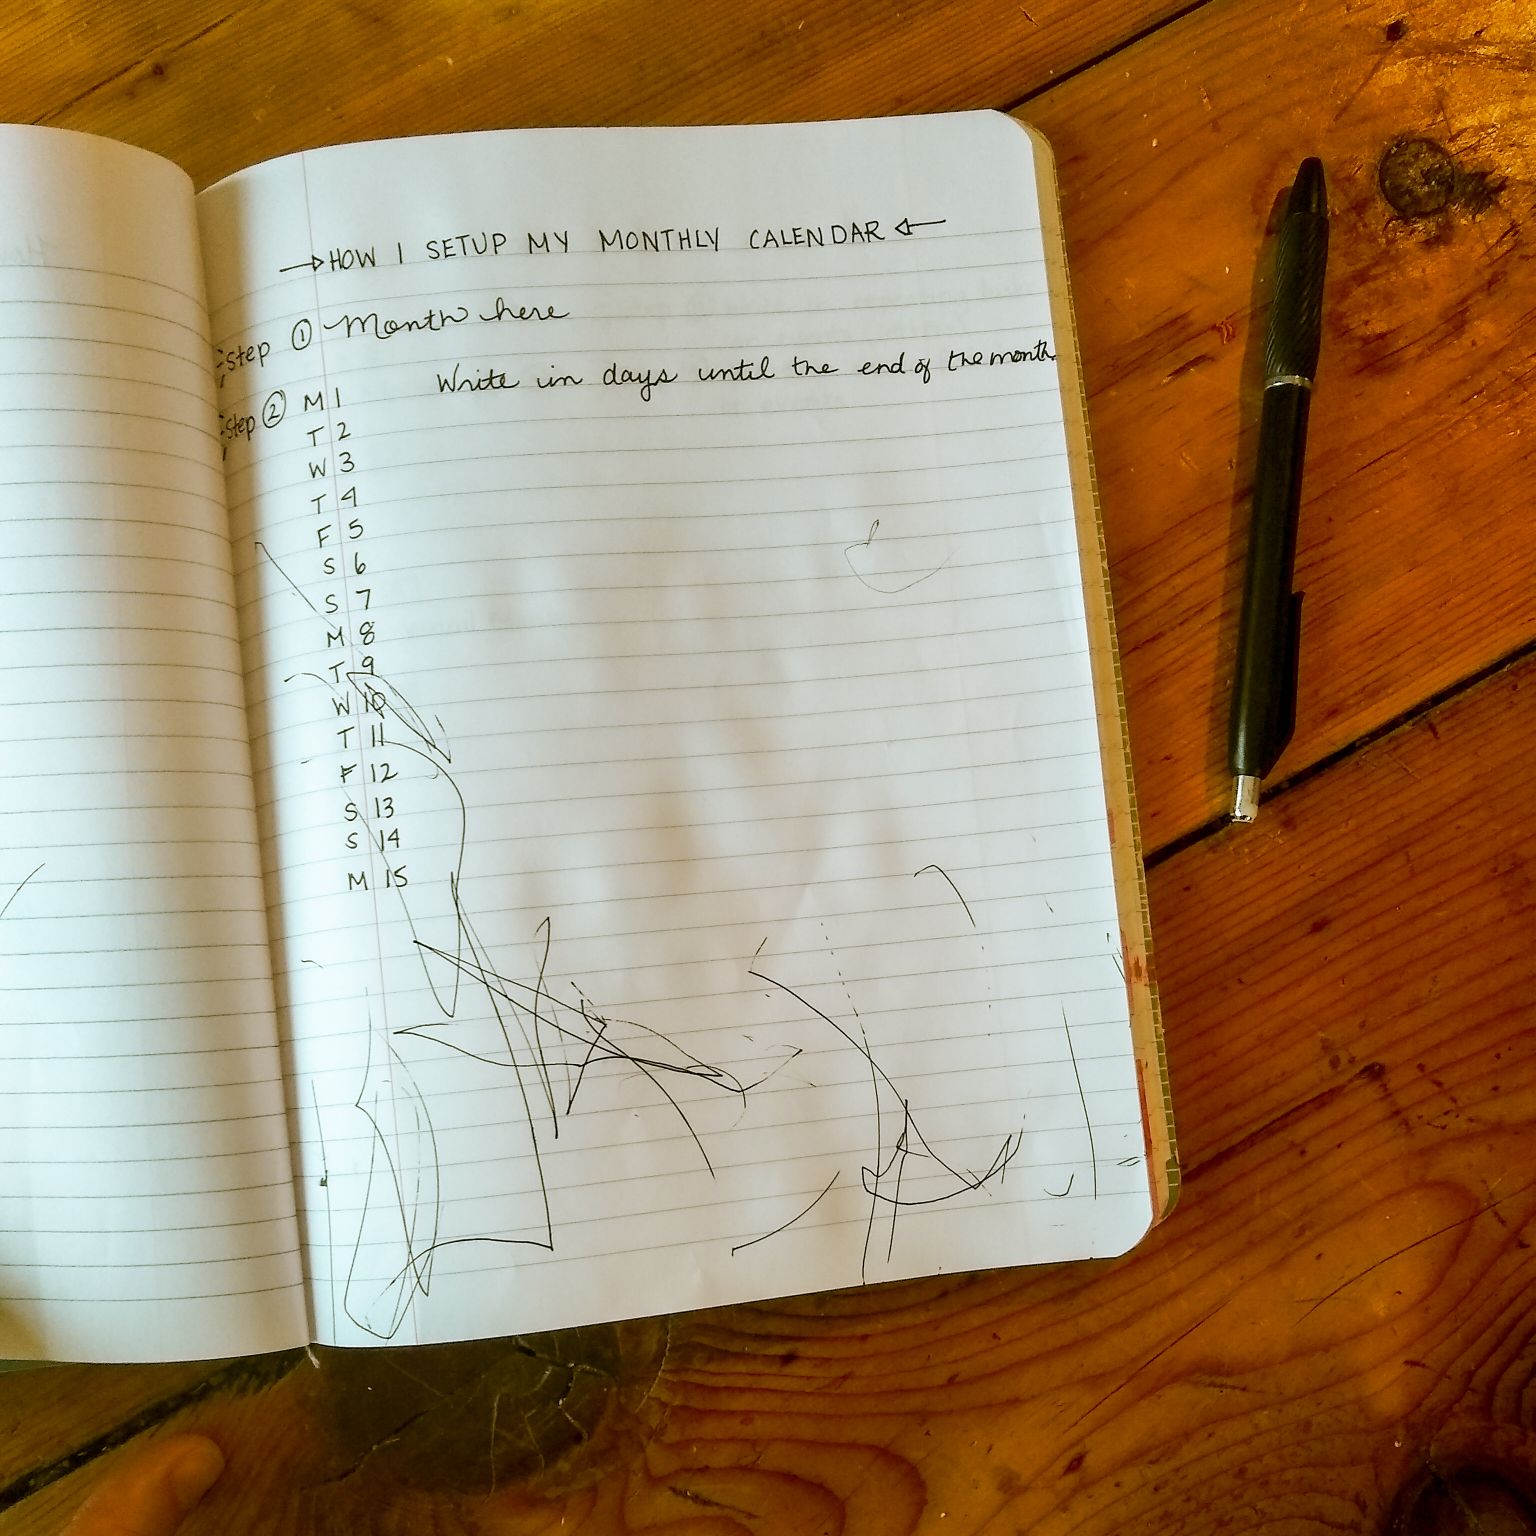 →HOW I SETUP MY MONTHLY CALENDAR←
Step ① Month here
Write in days until the end of the month
Step ② M 1
T 2
W 3
T 4
F 5
S 6
S 7
M 8
T 9
W 10
T 11
F 12
S 13
S 14
M 15